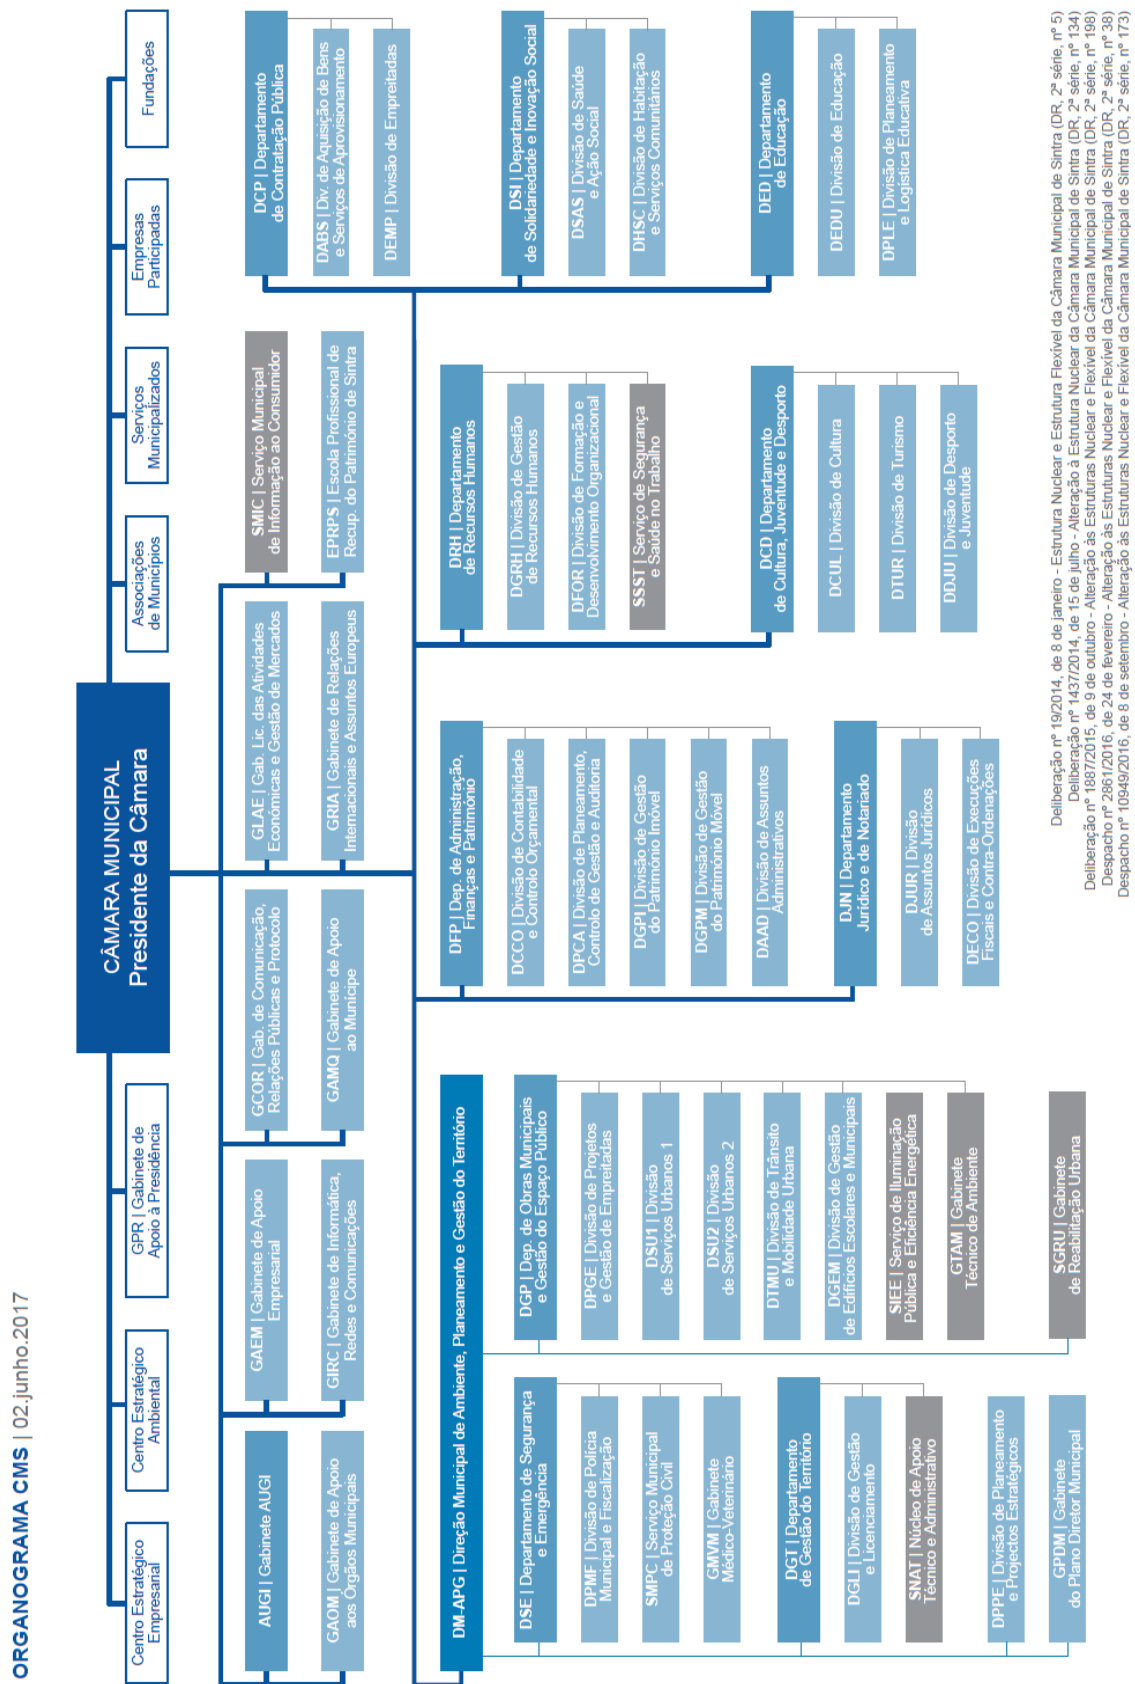 ORGANOGRAMA CMS | 02.junho.2017
CÂMARA MUNICIPAL
Presidente da Câmara
Centro Estratégico
Empresarial
Centro Estratégico
Ambiental
GPR | Gabinete de
Apoio à Presidência
Associações
de Municípios
Serviços
Municipalizados
Empresas
Participadas
Fundações
AUGI | Gabinete AUGI
GAOM | Gabinete de Apoio
aos Órgãos Municipais
GAEM | Gabinete de Apoio
Empresarial
GIRC | Gabinete de Informática,
Redes e Comunicações
GCOR | Gab. de Comunicação,
Relações Públicas e Protocolo
GAMQ | Gabinete de Apoio
ao Munícipe
GLAE | Gab. Lic. das Atividades
Económicas e Gestão de Mercados
GRIA | Gabinete de Relações
Internacionais e Assuntos Europeus
SMIC | Serviço Municipal
de Informação ao Consumidor
EPRPS | Escola Profissional de
Recup. do Património de Sintra
DM-APG | Direção Municipal de Ambiente, Planeamento e Gestão do Território
DSE | Departamento de Segurança
e Emergência
DPMF | Divisão de Polícia
Municipal e Fiscalização
SMPC | Serviço Municipal
de Proteção Civil
GMVM | Gabinete
Médico-Veterinário
DGT | Departamento
de Gestão do Território
DGLI | Divisão de Gestão
e Licenciamento
SNAT | Núcleo de Apoio
Técnico e Administrativo
DPPE | Divisão de Planeamento
e Projectos Estratégicos
GPDM | Gabinete
do Plano Diretor Municipal
DGP | Dep. de Obras Municipais
e Gestão do Espaço Público
DPGE | Divisão de Projetos
e Gestão de Empreitadas
DSU1 | Divisão
de Serviços Urbanos 1
DSU2 | Divisão
de Serviços Urbanos 2
DTMU | Divisão de Trânsito
e Mobilidade Urbana
DGEM | Divisão de Gestão
de Edifícios Escolares e Municipais
SIEE | Serviço de Iluminação
Pública e Eficiência Energética
GTAM | Gabinete
Técnico de Ambiente
SGRU | Gabinete
de Reabilitação Urbana
DFP | Dep. de Administração,
Finanças e Património
DCCO | Divisão de Contabilidade
e Controlo Orçamental
DPCA | Divisão de Planeamento,
Controlo de Gestão e Auditoria
DGPI | Divisão de Gestão
do Património Imóvel
DGPM | Divisão de Gestão
do Património Móvel
DAAD | Divisão de Assuntos
Administrativos
DJN | Departamento
Jurídico e de Notariado
DJUR | Divisão
de Assuntos Jurídicos
DECO | Divisão de Execuções
Fiscais e Contra-Ordenações
DRH | Departamento
de Recursos Humanos
DGRH | Divisão de Gestão
de Recursos Humanos
DFOR | Divisão de Formação e
Desenvolvimento Organizacional
SSST | Serviço de Segurança
e Saúde no Trabalho
DCD | Departamento
de Cultura, Juventude e Desporto
DCUL | Divisão de Cultura
DTUR | Divisão de Turismo
DDJU | Divisão de Desporto
e Juventude
DCP | Departamento
de Contratação Pública
DABS | Div. de Aquisição de Bens
e Serviços de Aprovisionamento
DEMP | Divisão de Empreitadas
DSI | Departamento
de Solidariedade e Inovação Social
DSAS | Divisão de Saúde
e Ação Social
DHSC | Divisão de Habitação
e Serviços Comunitários
DED | Departamento
de Educação
DEDU | Divisão de Educação
DPLE | Divisão de Planeamento
e Logística Educativa
Deliberação nº 19/2014, de 8 de janeiro - Estrutura Nuclear e Estrutura Flexível da Câmara Municipal de Sintra (DR, 2ª série, nº 5)
Deliberação nº 1437/2014, de 15 de julho - Alteração à Estrutura Nuclear da Câmara Municipal de Sintra (DR, 2ª série, nº 134)
Deliberação nº 1887/2015, de 9 de outubro - Alteração às Estruturas Nuclear e Flexível da Câmara Municipal de Sintra (DR, 2ª série, nº 198)
Despacho nº 2861/2016, de 24 de fevereiro - Alteração às Estruturas Nuclear e Flexível da Câmara Municipal de Sintra (DR, 2ª série, nº 38)
Despacho nº 10949/2016, de 8 de setembro - Alteração às Estruturas Nuclear e Flexível da Câmara Municipal de Sintra (DR, 2ª série, nº 173)